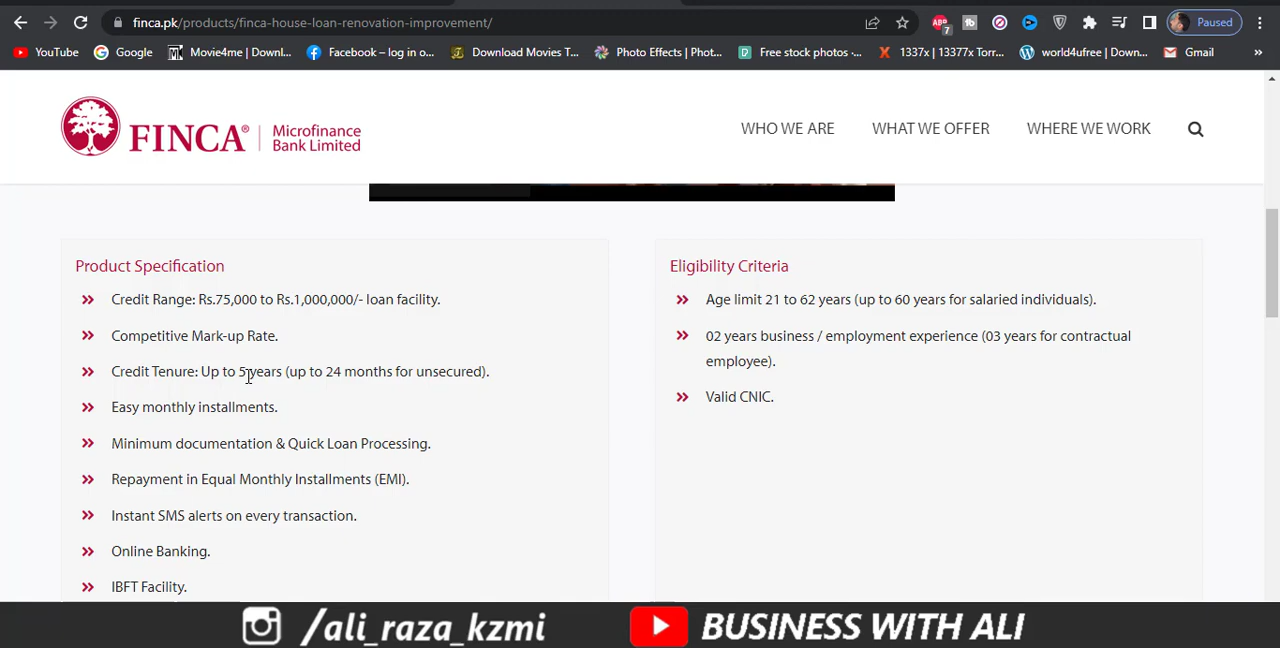 finca.pk/products/finca-house-loan-renovation-improvement/
7
Paused
YouTube
Google
Movie4me | Downl...
Facebook – log in o...
Download Movies T...
Photo Effects | Phot...
Free stock photos -...
1337x | 13377x Torr...
world4ufree | Down...
Gmail
»
FINCA®
Microfinance
Bank Limited
WHO WE ARE
WHAT WE OFFER
WHERE WE WORK
Product Specification
Credit Range: Rs.75,000 to Rs.1,000,000/- loan facility.
Competitive Mark-up Rate.
Credit Tenure: Up to 5 years (up to 24 months for unsecured).
Easy monthly installments.
Minimum documentation & Quick Loan Processing.
Repayment in Equal Monthly Installments (EMI).
Instant SMS alerts on every transaction.
Online Banking.
IBFT Facility.
Eligibility Criteria
Age limit 21 to 62 years (up to 60 years for salaried individuals).
02 years business / employment experience (03 years for contractual
employee).
Valid CNIC.
/ali_raza_kzmi
BUSINESS WITH ALI